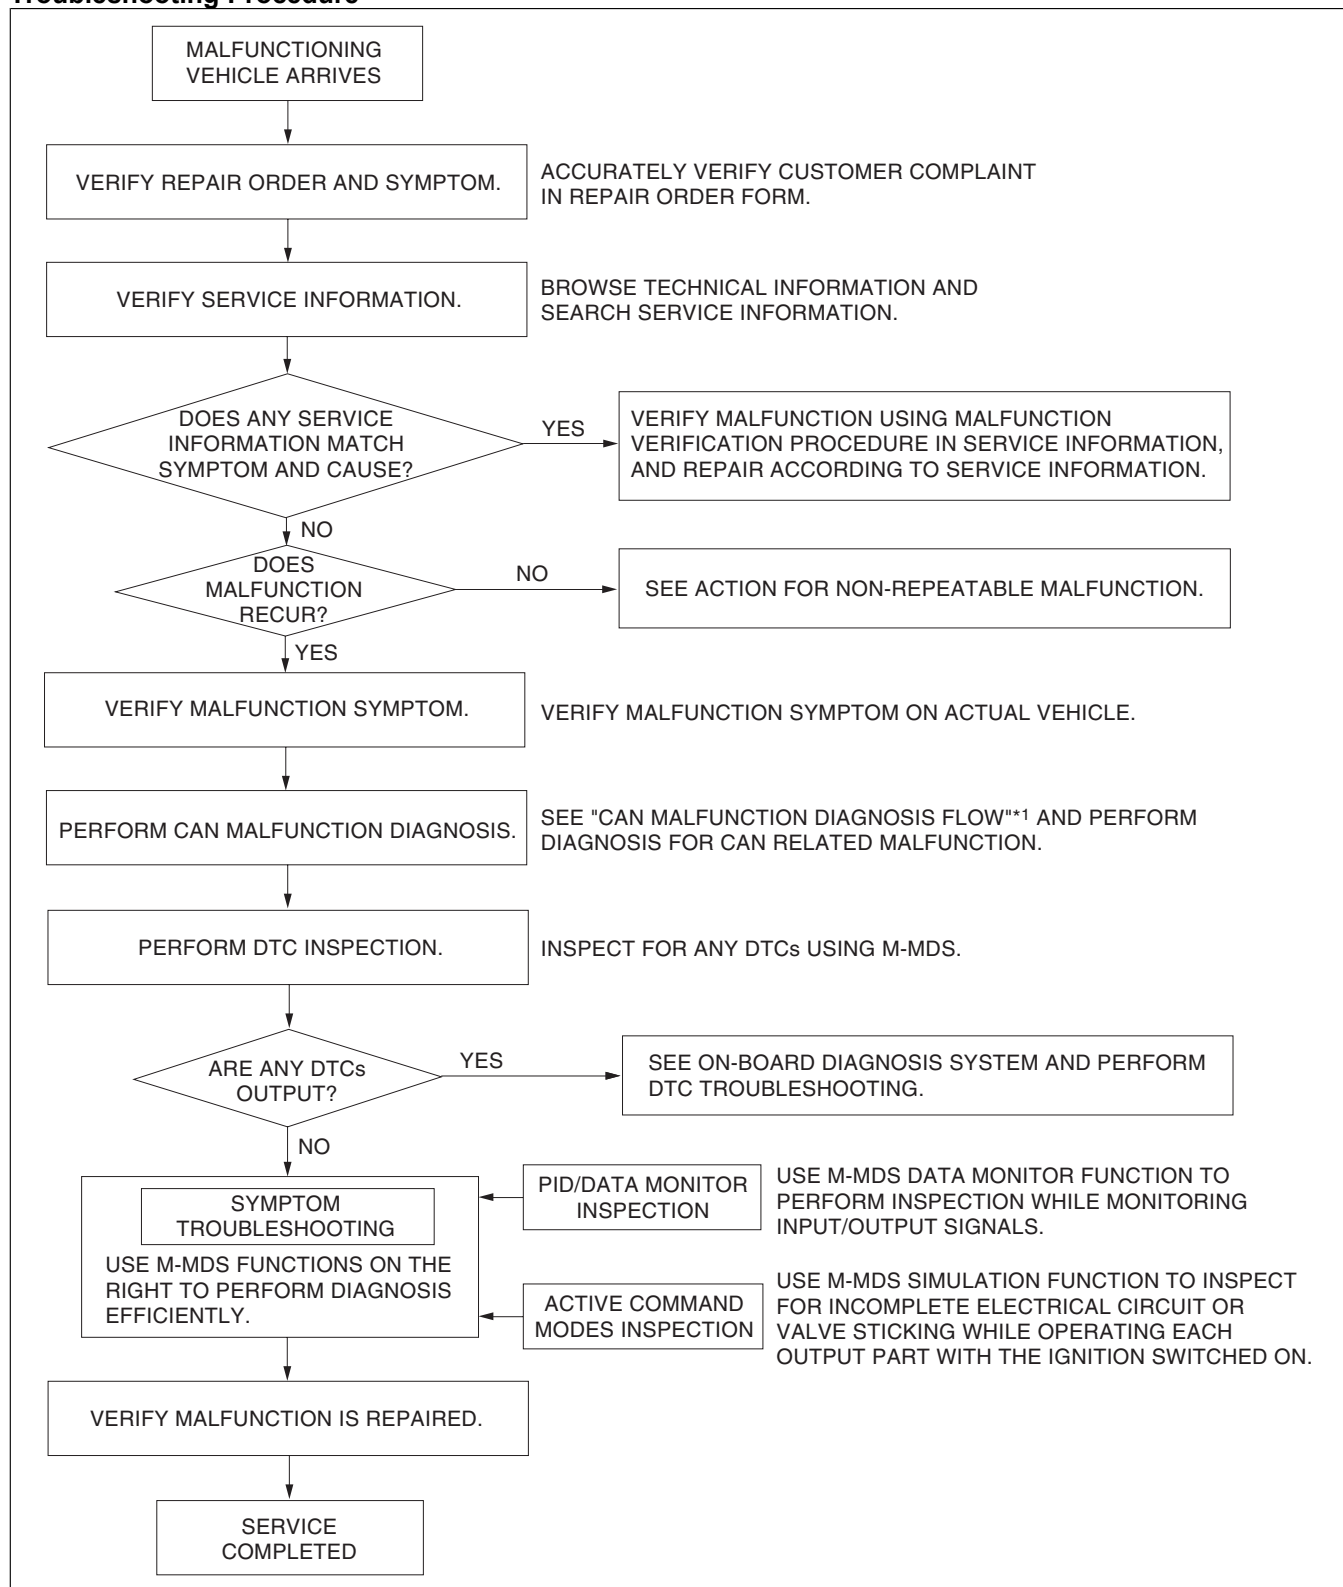 Troubleshooting Procedure
MALFUNCTIONING
VEHICLE ARRIVES
VERIFY REPAIR ORDER AND SYMPTOM.
ACCURATELY VERIFY CUSTOMER COMPLAINT
IN REPAIR ORDER FORM.
VERIFY SERVICE INFORMATION.
BROWSE TECHNICAL INFORMATION AND
SEARCH SERVICE INFORMATION.
DOES ANY SERVICE
INFORMATION MATCH
SYMPTOM AND CAUSE?
YES
VERIFY MALFUNCTION USING MALFUNCTION
VERIFICATION PROCEDURE IN SERVICE INFORMATION,
AND REPAIR ACCORDING TO SERVICE INFORMATION.
NO
DOES
MALFUNCTION
RECUR?
NO
SEE ACTION FOR NON-REPEATABLE MALFUNCTION.
YES
VERIFY MALFUNCTION SYMPTOM.
VERIFY MALFUNCTION SYMPTOM ON ACTUAL VEHICLE.
PERFORM CAN MALFUNCTION DIAGNOSIS.
SEE "CAN MALFUNCTION DIAGNOSIS FLOW"*1 AND PERFORM
DIAGNOSIS FOR CAN RELATED MALFUNCTION.
PERFORM DTC INSPECTION.
INSPECT FOR ANY DTCs USING M-MDS.
ARE ANY DTCs
OUTPUT?
YES
SEE ON-BOARD DIAGNOSIS SYSTEM AND PERFORM
DTC TROUBLESHOOTING.
NO
SYMPTOM
TROUBLESHOOTING
USE M-MDS FUNCTIONS ON THE
RIGHT TO PERFORM DIAGNOSIS
EFFICIENTLY.
PID/DATA MONITOR
INSPECTION
USE M-MDS DATA MONITOR FUNCTION TO
PERFORM INSPECTION WHILE MONITORING
INPUT/OUTPUT SIGNALS.
ACTIVE COMMAND
MODES INSPECTION
USE M-MDS SIMULATION FUNCTION TO INSPECT
FOR INCOMPLETE ELECTRICAL CIRCUIT OR
VALVE STICKING WHILE OPERATING EACH
OUTPUT PART WITH THE IGNITION SWITCHED ON.
VERIFY MALFUNCTION IS REPAIRED.
SERVICE
COMPLETED